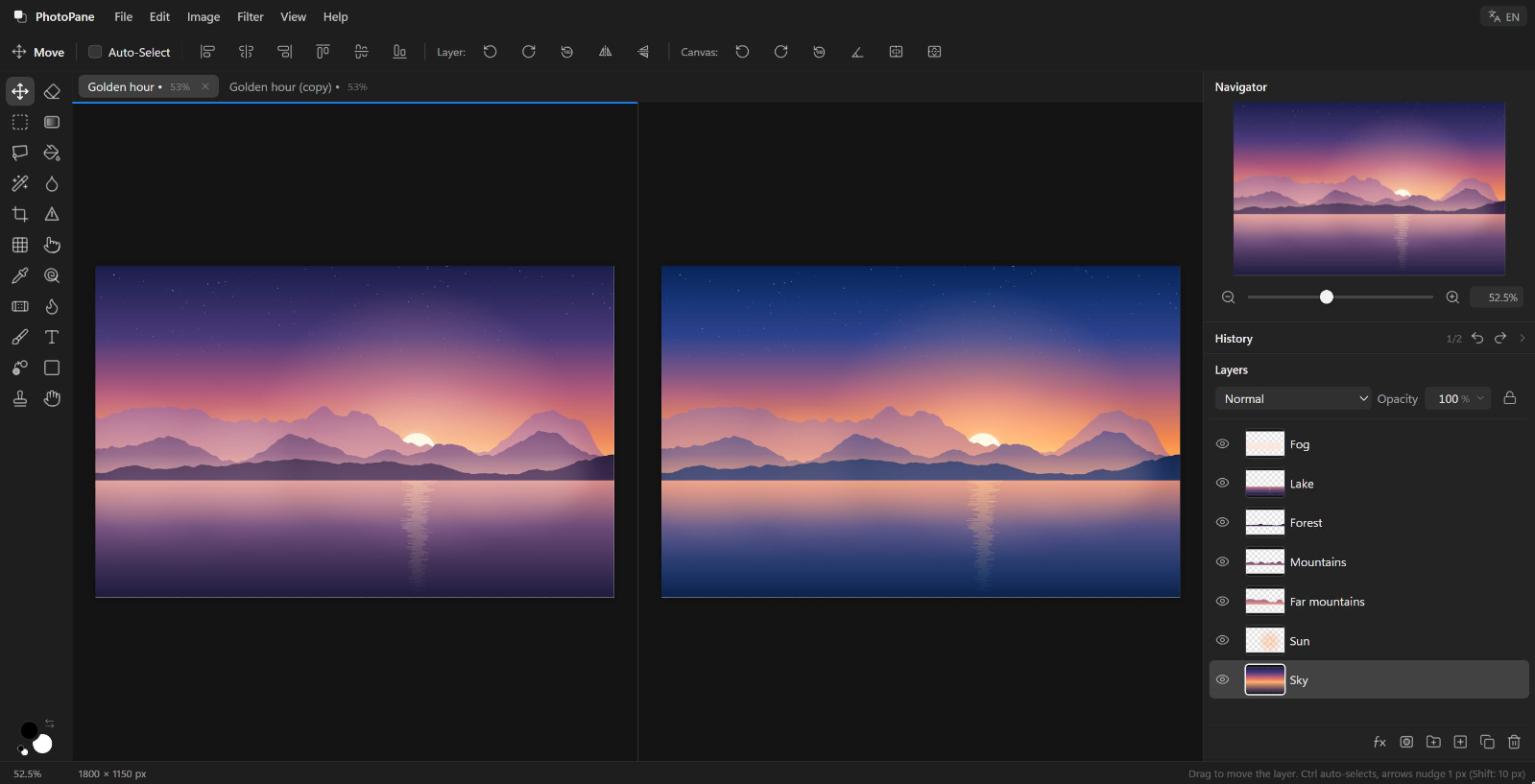 PhotoPane File Edit Image Filter View Help EN
Move Auto-Select Layer: Canvas:
Golden hour • 53% × Golden hour (copy) • 53%
Navigator
52.5%
History 1/2
Layers
Normal Opacity 100 %
Fog
Lake
Forest
Mountains
Far mountains
Sun
Sky
fx
52.5% 1800 × 1150 px Drag to move the layer. Ctrl auto-selects, arrows nudge 1 px (Shift: 10 px)